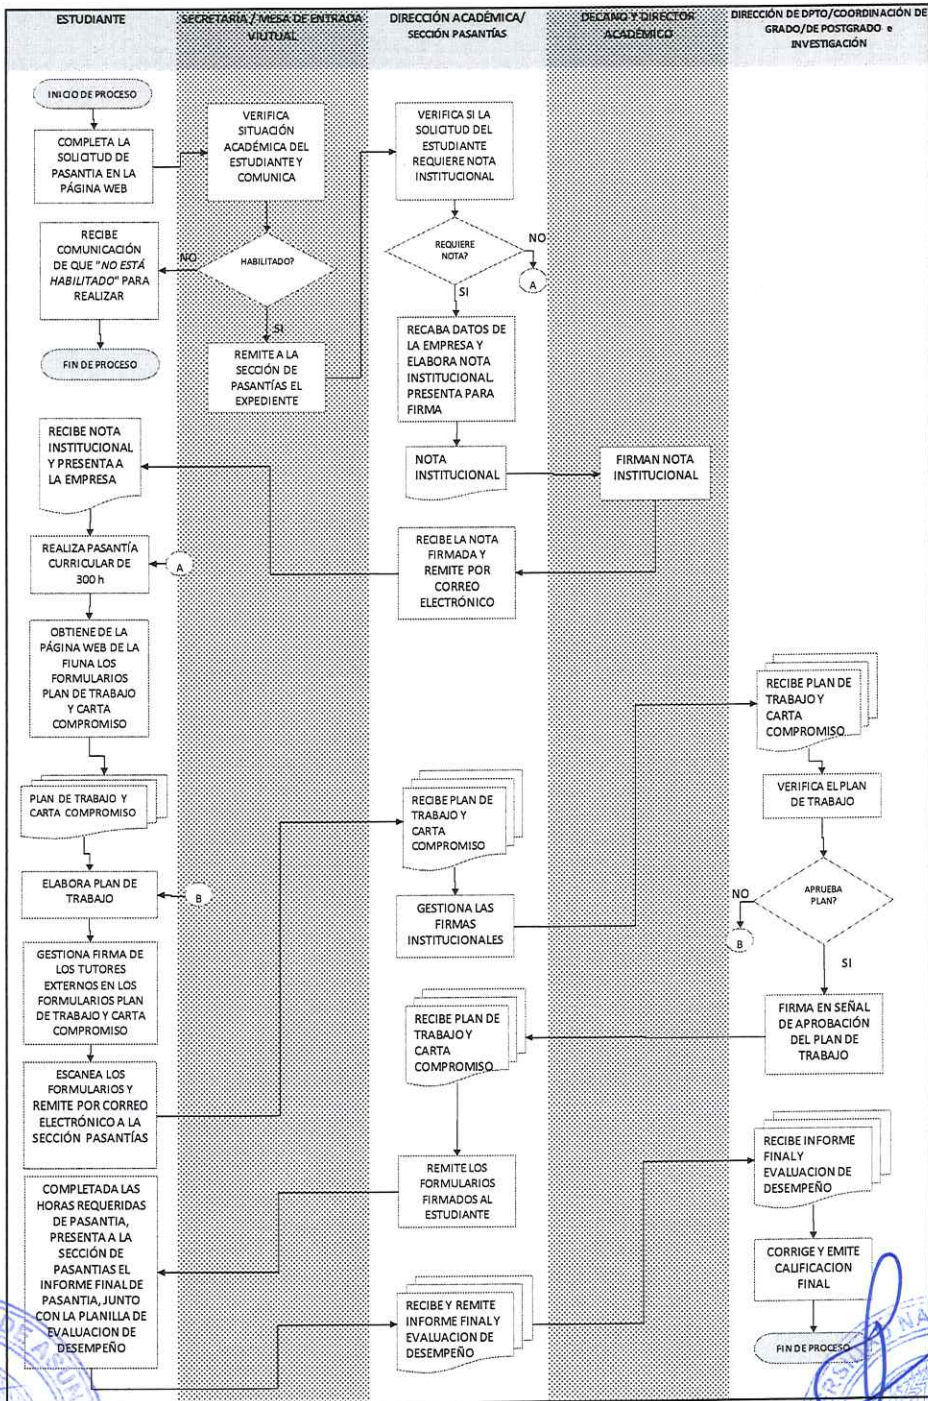 ESTUDIANTE
SECRETARÍA / MESA DE ENTRADA
VIUTUAL
DIRECCIÓN ACADÉMICA/
SECCIÓN PASANTÍAS
DECANO Y DIRECTOR
ACADÉMICO
DIRECCIÓN DE DPTO/COORDINACIÓN DE
GRADO/DE POSTGRADO e
INVESTIGACIÓN
INICIO DE PROCESO
COMPLETA LA
SOLICITUD DE
PASANTIA EN LA
PÁGINA WEB
VERIFICA
SITUACIÓN
ACADÉMICA DEL
ESTUDIANTE Y
COMUNICA
VERIFICA SI LA
SOLICITUD DEL
ESTUDIANTE
REQUIERE NOTA
INSTITUCIONAL
RECIBE
COMUNICACIÓN
DE QUE "NO ESTÁ
HABILITADO" PARA
REALIZAR
NO
HABILITADO?
SI
REQUIERE
NOTA?
NO
A
SI
FIN DE PROCESO
REMITE A LA
SECCIÓN DE
PASANTÍAS EL
EXPEDIENTE
RECABA DATOS DE
LA EMPRESA Y
ELABORA NOTA
INSTITUCIONAL.
PRESENTA PARA
FIRMA
RECIBE NOTA
INSTITUCIONAL
Y PRESENTA A
LA EMPRESA
NOTA
INSTITUCIONAL
FIRMAN NOTA
INSTITUCIONAL
REALIZA PASANTÍA
CURRICULAR DE
300 h
A
RECIBE LA NOTA
FIRMADA Y
REMITE POR
CORREO
ELECTRÓNICO
OBTIENE DE LA
PÁGINA WEB DE LA
FIUNA LOS
FORMULARIOS
PLAN DE TRABAJO
Y CARTA
COMPROMISO
RECIBE PLAN DE
TRABAJO Y
CARTA
COMPROMISO
VERIFICA EL PLAN
DE TRABAJO
PLAN DE TRABAJO Y
CARTA COMPROMISO
RECIBE PLAN DE
TRABAJO Y
CARTA
COMPROMISO
ELABORA PLAN DE
TRABAJO
B
GESTIONA LAS
FIRMAS
INSTITUCIONALES
NO
APRUEBA
PLAN?
B
SI
GESTIONA FIRMA DE
LOS TUTORES
EXTERNOS EN LOS
FORMULARIOS PLAN
DE TRABAJO Y CARTA
COMPROMISO
RECIBE PLAN DE
TRABAJO Y
CARTA
COMPROMISO
FIRMA EN SEÑAL
DE APROBACIÓN
DEL PLAN DE
TRABAJO
ESCANEA LOS
FORMULARIOS Y
REMITE POR CORREO
ELECTRÓNICO A LA
SECCIÓN PASANTÍAS
REMITE LOS
FORMULARIOS
FIRMADOS AL
ESTUDIANTE
RECIBE INFORME
FINAL Y
EVALUACION DE
DESEMPEÑO
COMPLETADA LAS
HORAS REQUERIDAS
DE PASANTIA,
PRESENTA A LA
SECCIÓN DE
PASANTIAS EL
INFORME FINAL DE
PASANTIA, JUNTO
CON LA PLANILLA DE
EVALUACION DE
DESEMPEÑO
RECIBE Y REMITE
INFORME FINAL Y
EVALUACION DE
DESEMPEÑO
CORRIGE Y EMITE
CALIFICACION
FINAL
FIN DE PROCESO
DE ASUN
RSIDAD NA